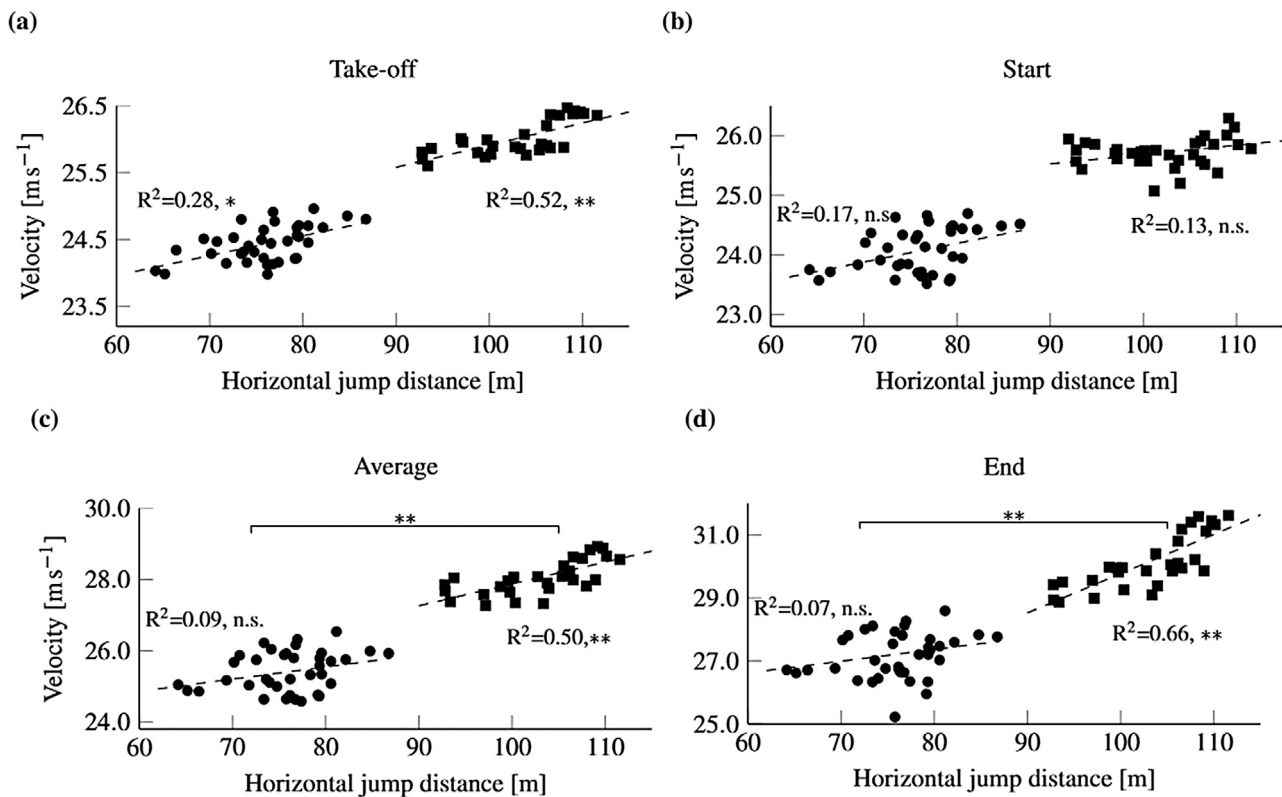 (a)
Take-off
26.5
25.5
24.5
23.5
Velocity [ms−1]
R2=0.28, *
R2=0.52, **
60 70 80 90 100 110
Horizontal jump distance [m]
(b)
Start
26.0
25.0
24.0
23.0
Velocity [ms−1]
R2=0.17, n.s
R2=0.13, n.s.
60 70 80 90 100 110
Horizontal jump distance [m]
(c)
Average
30.0
28.0
26.0
24.0
Velocity [ms−1]
**
R2=0.09, n.s.
R2=0.50,**
60 70 80 90 100 110
Horizontal jump distance [m]
(d)
End
31.0
29.0
27.0
25.0
Velocity [ms−1]
**
R2=0.07, n.s.
R2=0.66, **
60 70 80 90 100 110
Horizontal jump distance [m]